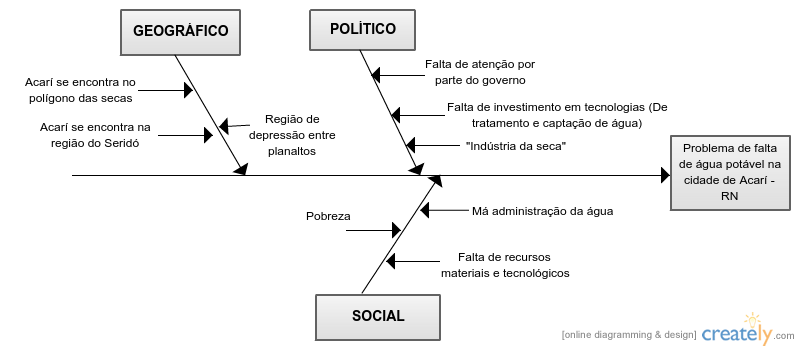 GEOGRÁFICO
POLÍTICO
Falta de atenção por
parte do governo
Acarí se encontra no
polígono das secas
Falta de investimento em tecnologias (De
tratamento e captação de água)
Região de
depressão entre
planaltos
Acarí se encontra na
região do Seridó
"Indústria da seca"
Problema de falta
de água potável na
cidade de Acarí -
RN
Pobreza
Má administração da água
Falta de recursos
materiais e tecnológicos
SOCIAL
[online diagramming & design] creately.com